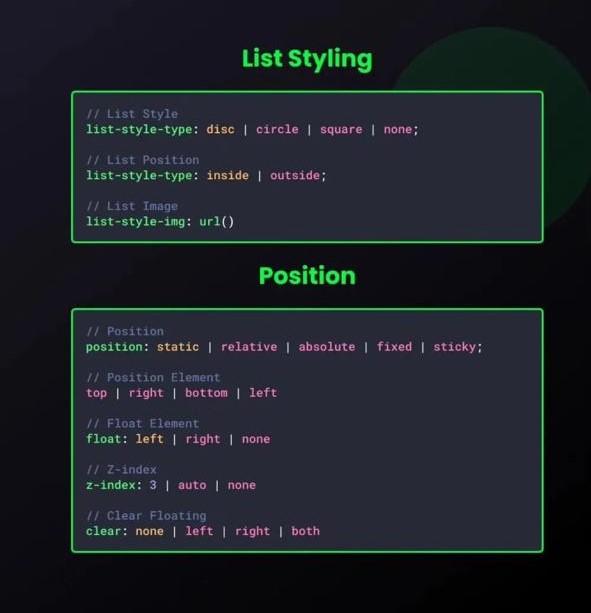 List Styling
// List Style
list-style-type: disc | circle | square | none;
// List Position
list-style-type: inside | outside;
// List Image
list-style-img: url()
Position
// Position
position: static | relative | absolute | fixed | sticky;
// Position Element
top | right | bottom | left
// Float Element
float: left | right | none
// Z-index
z-index: 3 | auto | none
// Clear Floating
clear: none | left | right | both